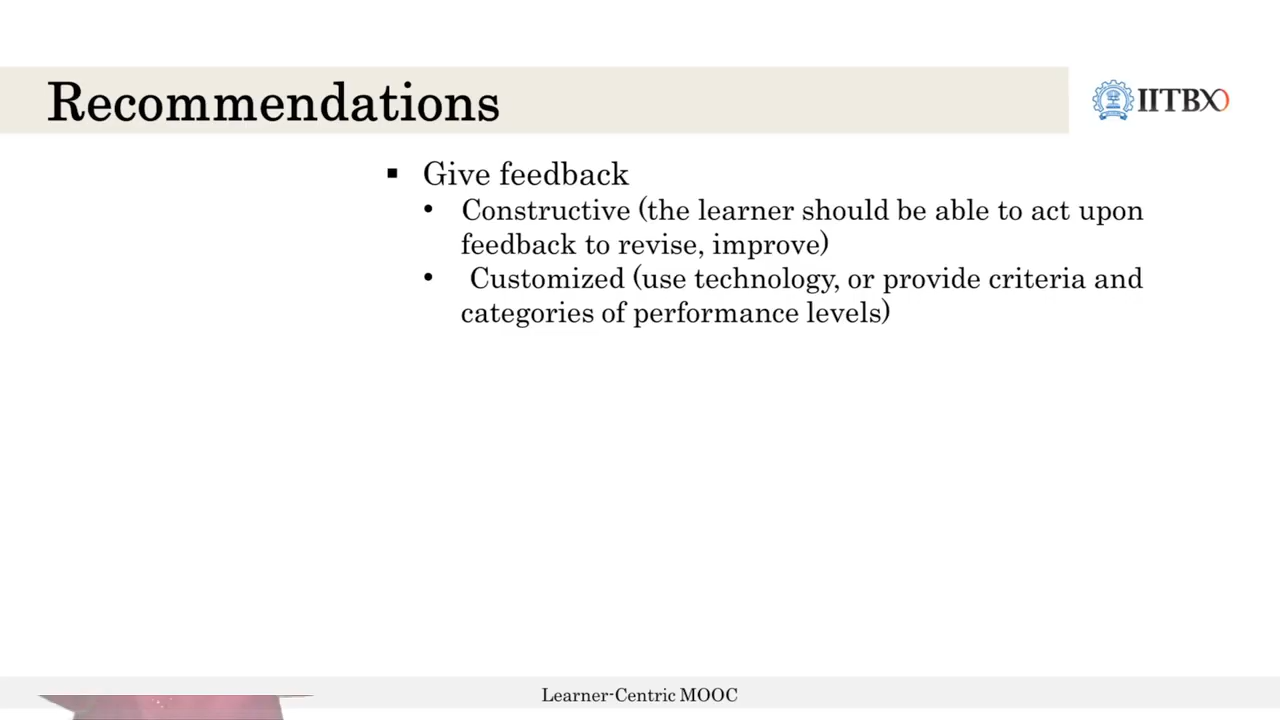 Recommendations
IITBX
▪ Give feedback
• Constructive (the learner should be able to act upon
feedback to revise, improve)
• Customized (use technology, or provide criteria and
categories of performance levels)
Learner-Centric MOOC